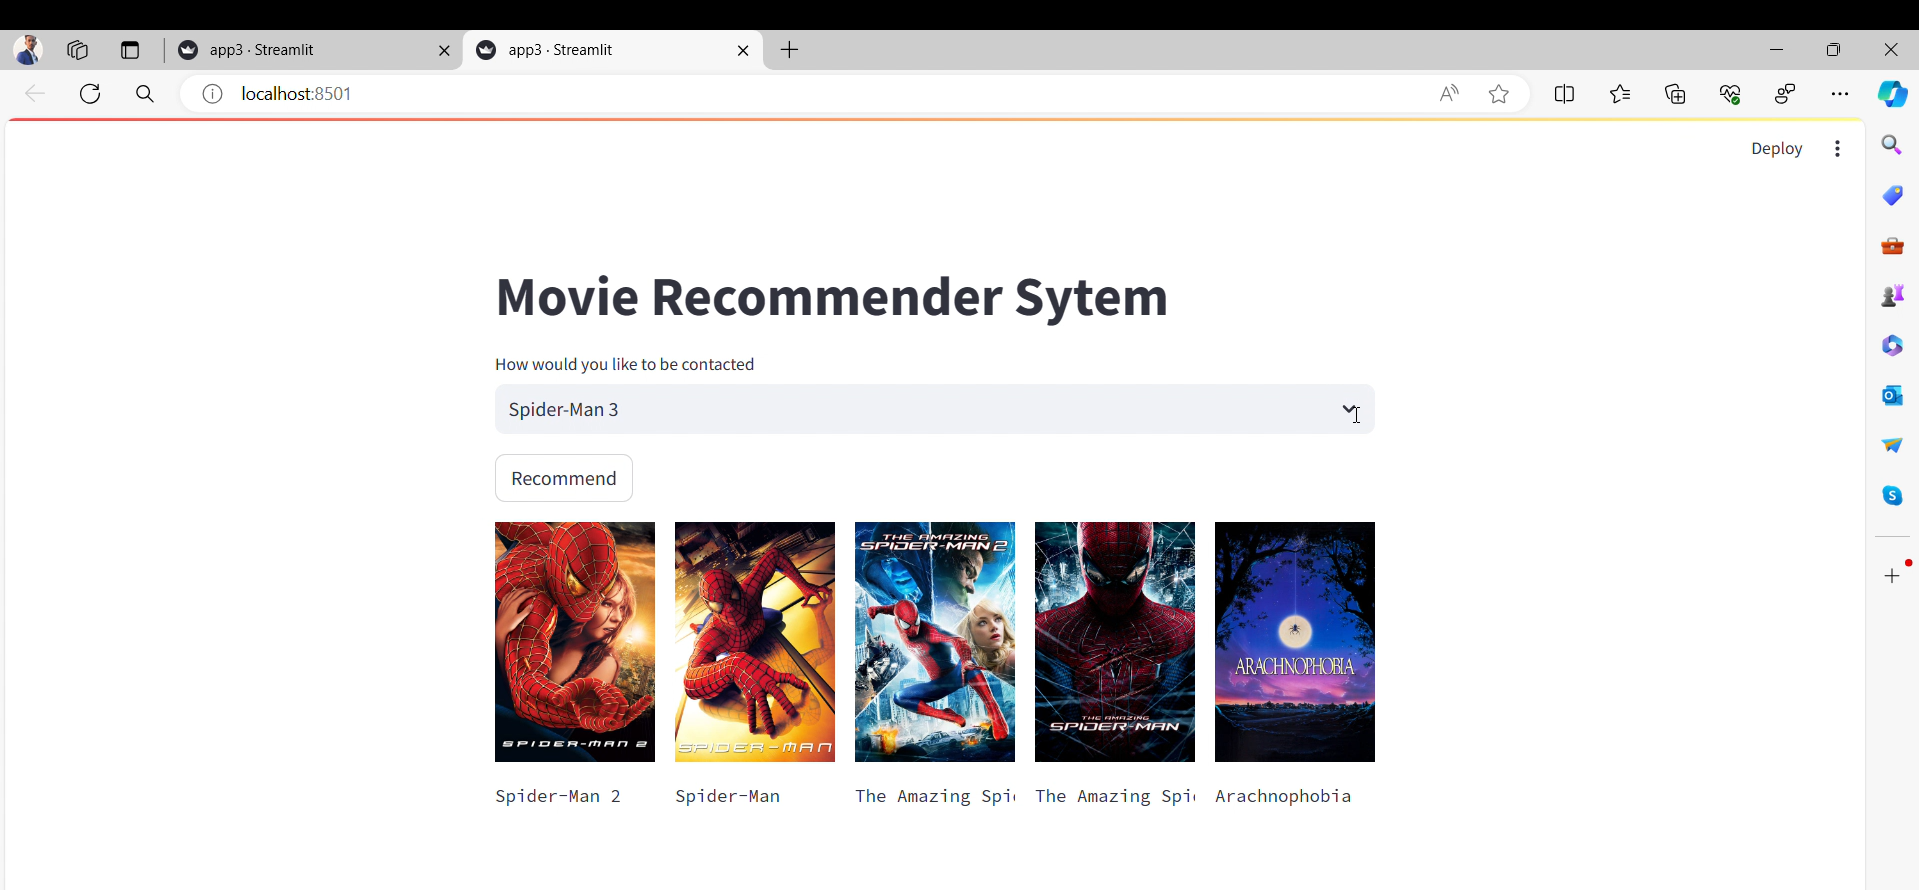 app3 · Streamlit
app3 · Streamlit
localhost:8501
Deploy
Movie Recommender Sytem
How would you like to be contacted
Spider-Man 3
Recommend
SPIDER-MAN 2
SPIDER-MAN
THE AMAZING
SPIDER-MAN 2
THE AMAZING
SPIDER-MAN
ARACHNOPHOBIA
Spider-Man 2
Spider-Man
The Amazing Spi
The Amazing Spi
Arachnophobia